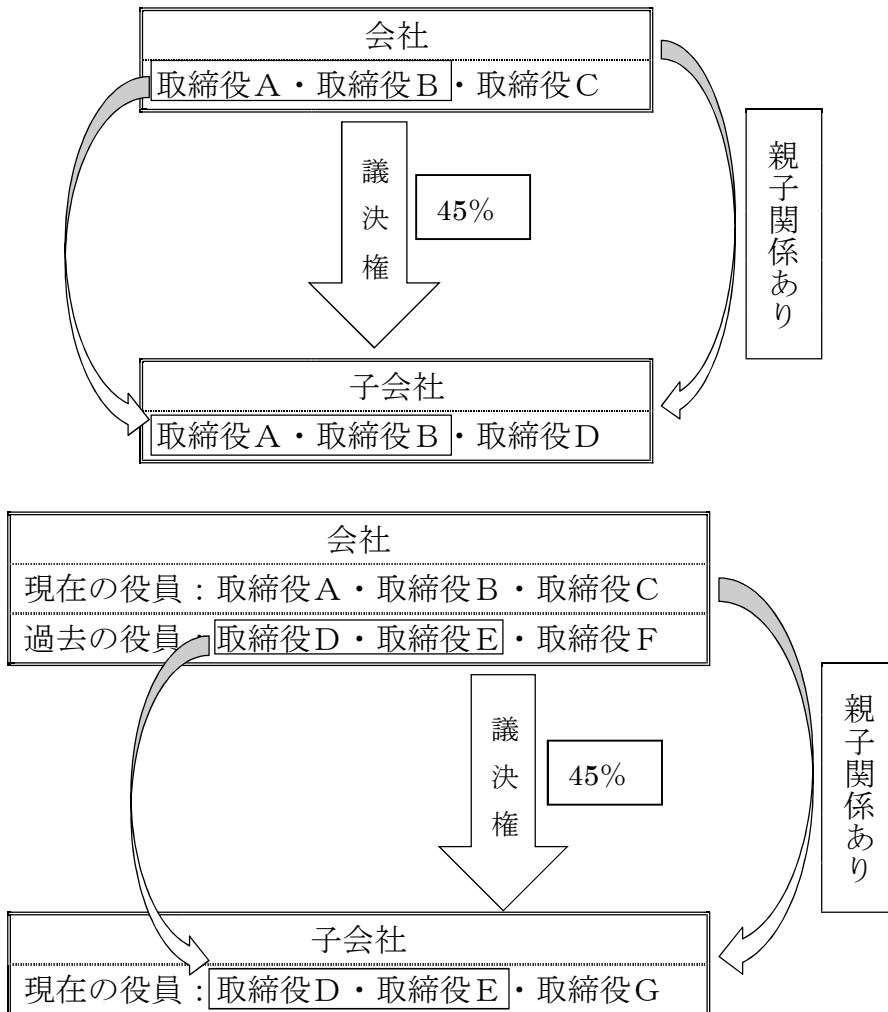 会社
取締役A・取締役B・取締役C
議決権
45%
親子関係あり
子会社
取締役A・取締役B・取締役D
会社
現在の役員:取締役A・取締役B・取締役C
過去の役員:取締役D・取締役E・取締役F
議決権
45%
親子関係あり
子会社
現在の役員:取締役D・取締役E・取締役G